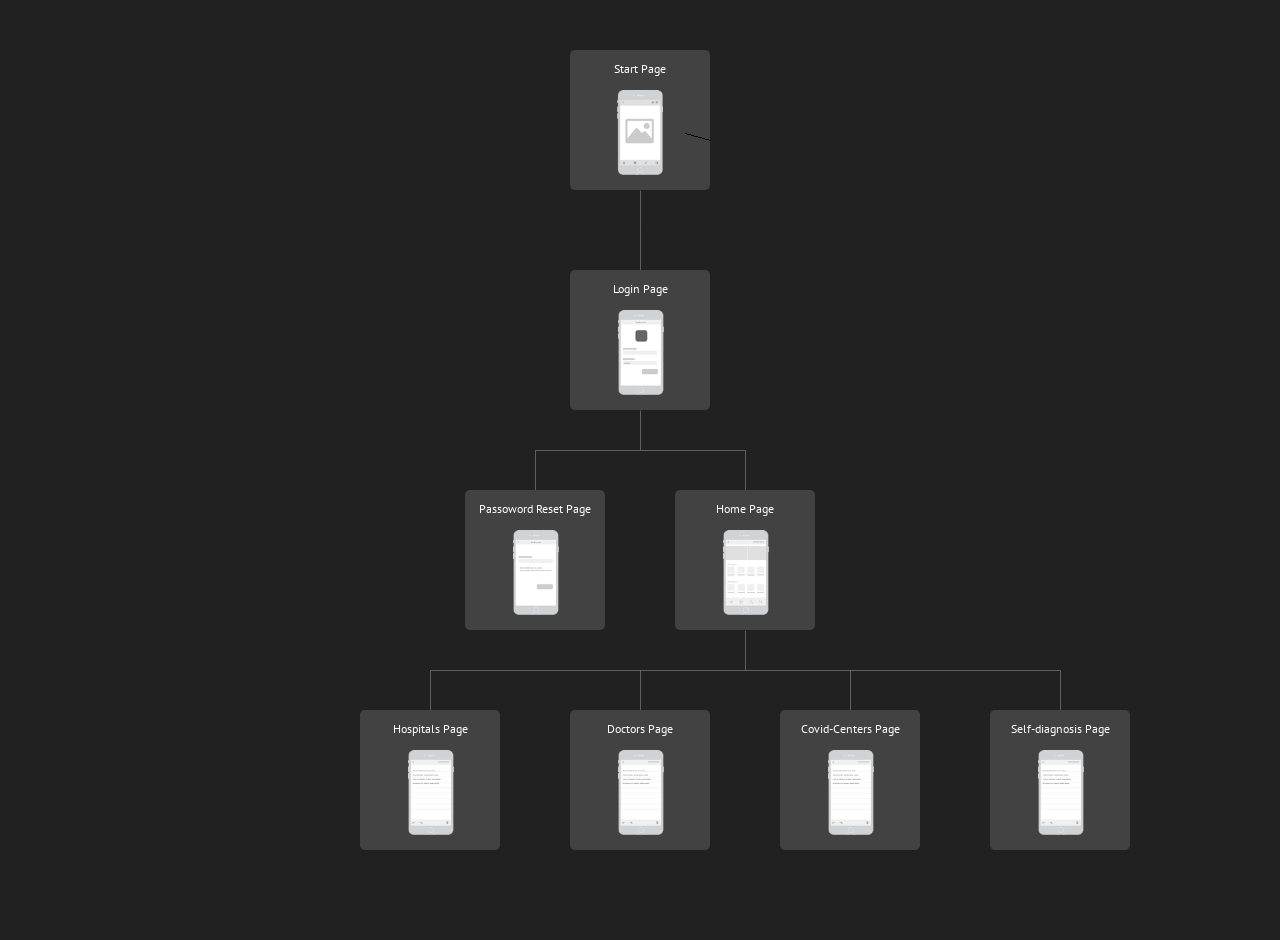 Start Page
Login Page
Passoword Reset Page
Home Page
Hospitals Page
Doctors Page
Covid-Centers Page
Self-diagnosis Page